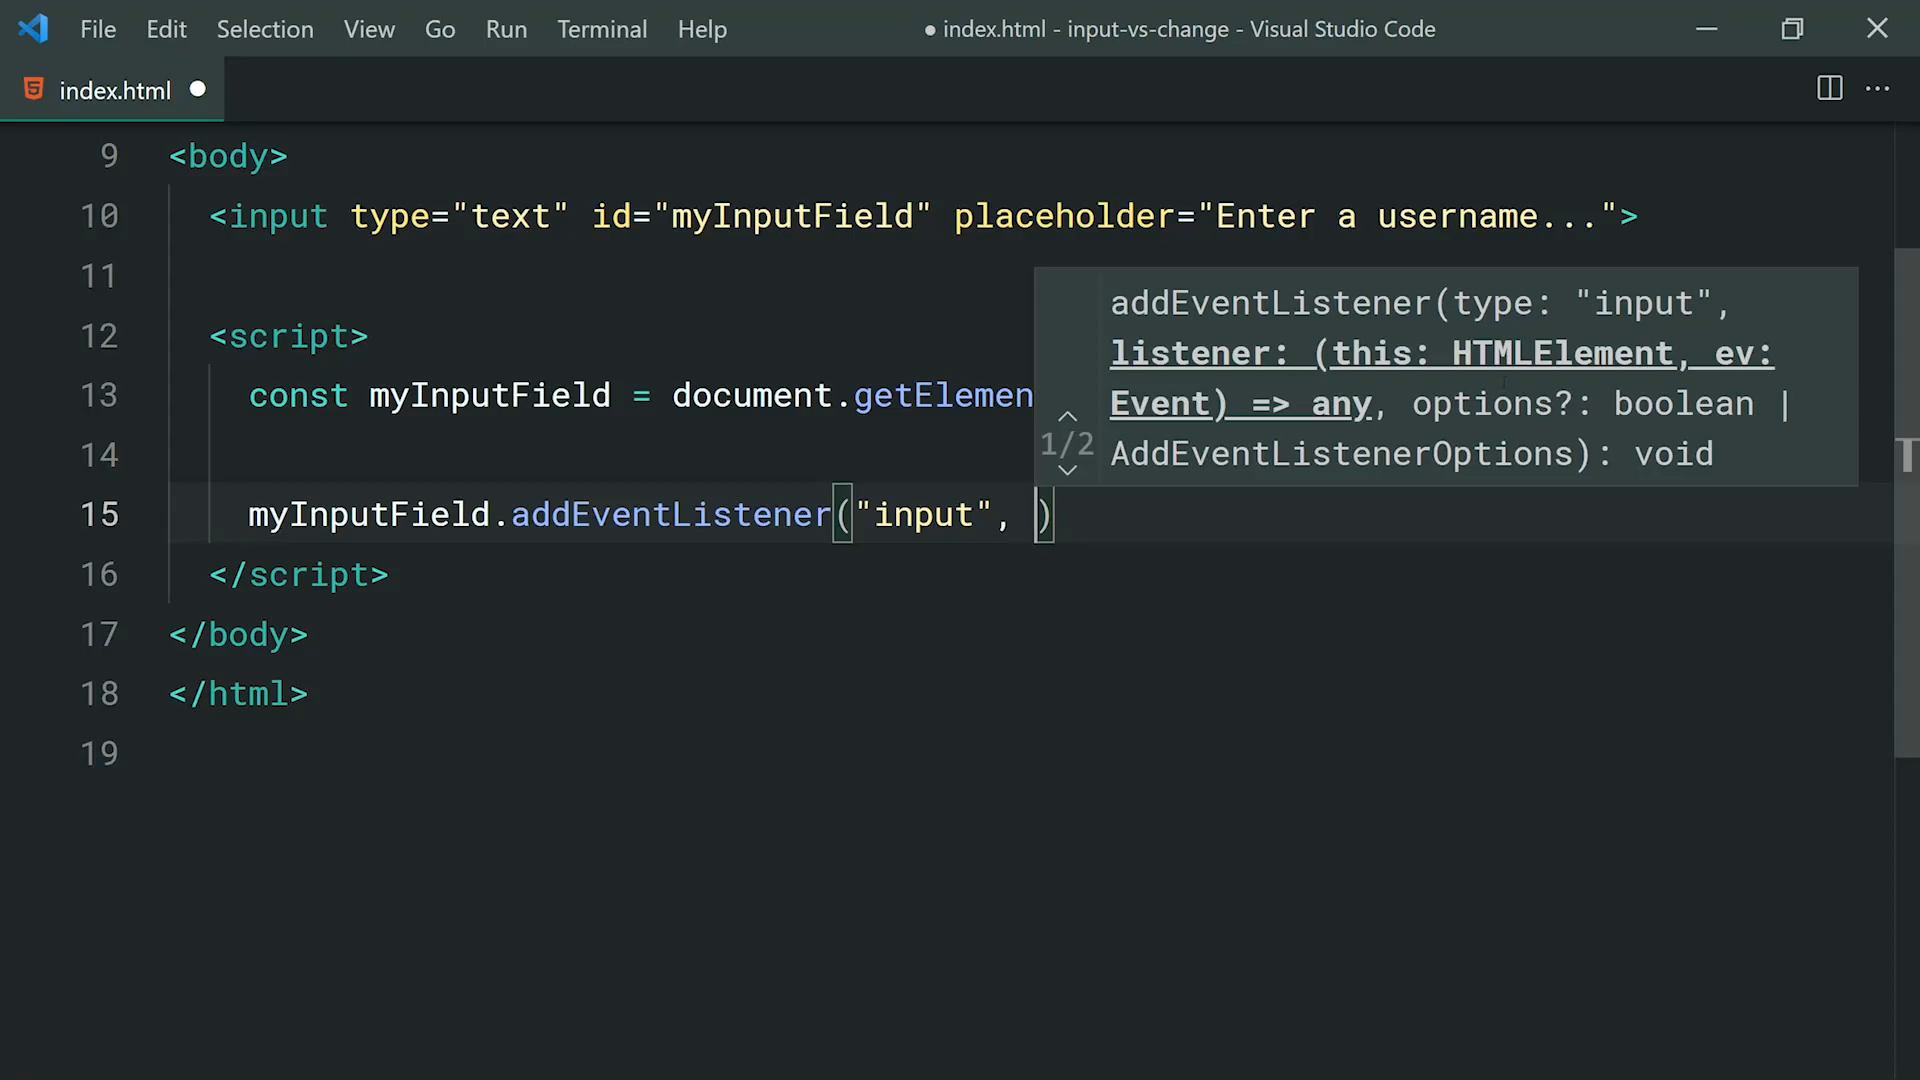 File Edit Selection View Go Run Terminal Help ● index.html - input-vs-change - Visual Studio Code
index.html
9 <body>
10 <input type="text" id="myInputField" placeholder="Enter a username...">
11
12 <script>
13 const myInputField = document.getElemen
14
addEventListener(type: "input",
listener: (this: HTMLElement, ev:
Event) => any, options?: boolean |
1/2
AddEventListenerOptions): void
15 myInputField.addEventListener("input", )
16 </script>
17 </body>
18 </html>
19